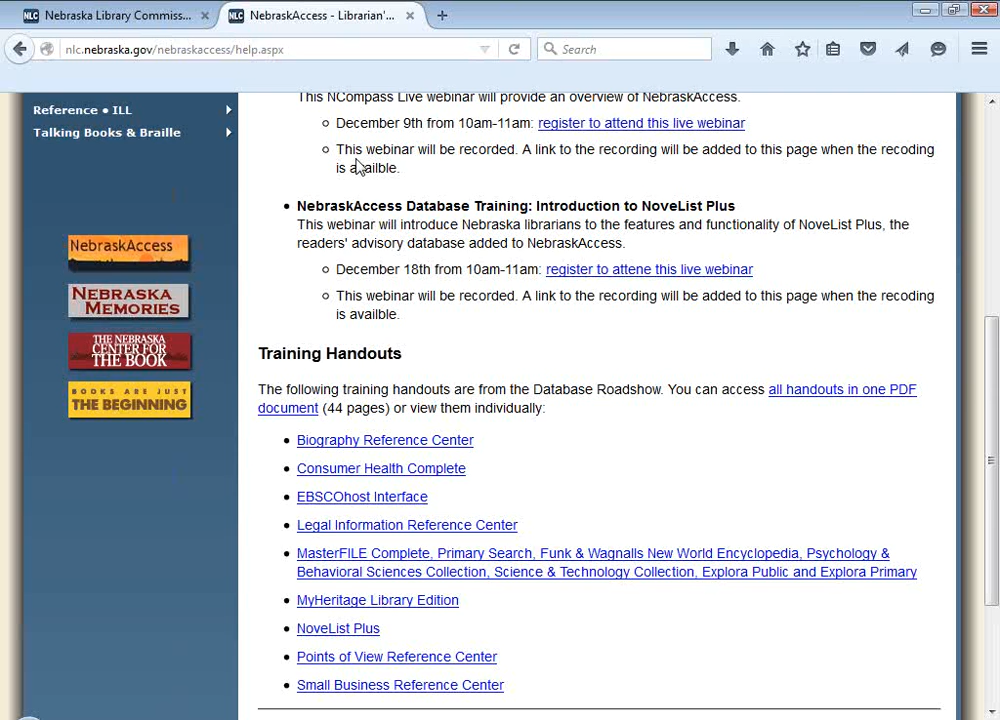 Nebraska Library Commiss...
NebraskAccess - Librarian'...
nlc.nebraska.gov/nebraskaccess/help.aspx
Search
Reference • ILL
Talking Books & Braille
NebraskAccess
NEBRASKA
MEMORIES
THE NEBRASKA
CENTER FOR
THE BOOK
BOOKS ARE JUST
THE BEGINNING
This NCompass Live webinar will provide an overview of NebraskAccess.
December 9th from 10am-11am: register to attend this live webinar
This webinar will be recorded. A link to the recording will be added to this page when the recoding
is availble.
NebraskAccess Database Training: Introduction to NoveList Plus
This webinar will introduce Nebraska librarians to the features and functionality of NoveList Plus, the
readers' advisory database added to NebraskAccess.
December 18th from 10am-11am: register to attene this live webinar
This webinar will be recorded. A link to the recording will be added to this page when the recoding
is availble.
Training Handouts
The following training handouts are from the Database Roadshow. You can access all handouts in one PDF
document (44 pages) or view them individually:
Biography Reference Center
Consumer Health Complete
EBSCOhost Interface
Legal Information Reference Center
MasterFILE Complete, Primary Search, Funk & Wagnalls New World Encyclopedia, Psychology &
Behavioral Sciences Collection, Science & Technology Collection, Explora Public and Explora Primary
MyHeritage Library Edition
NoveList Plus
Points of View Reference Center
Small Business Reference Center